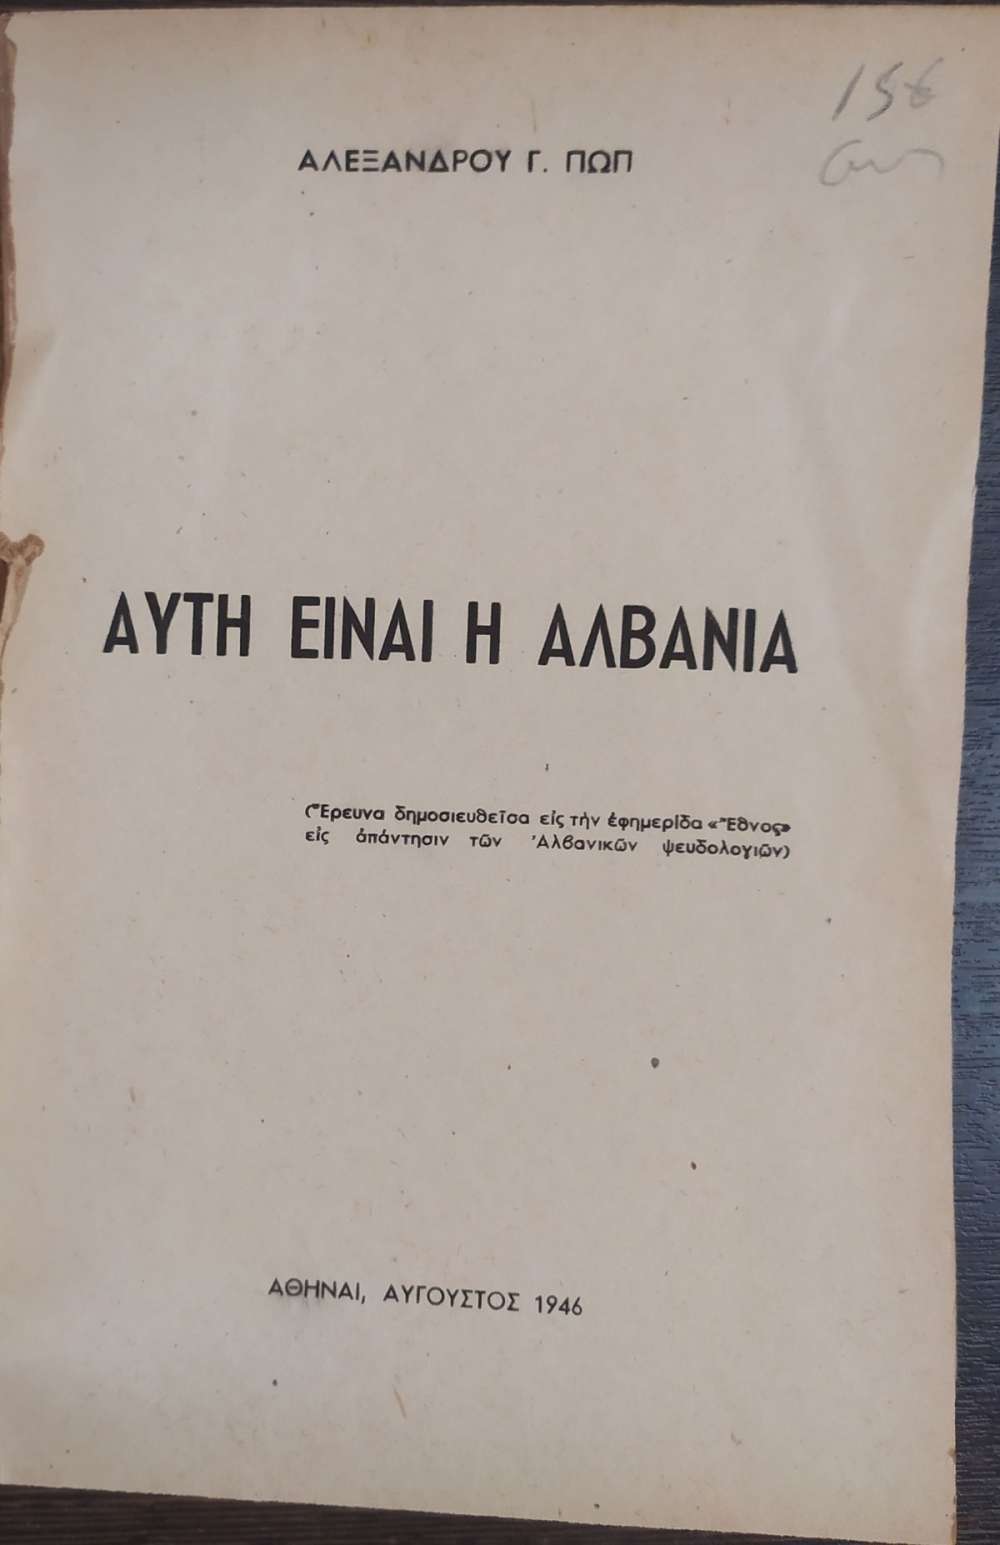 156
ΑΛΕΞΑΝΔΡΟΥ Γ. ΠΩΠ
ΑΥΤΗ ΕΙΝΑΙ Η ΑΛΒΑΝΙΑ
(Ἔρευνα δημοσιευθεῖσα εἰς τὴν ἐφημερίδα «Ἔθνος»
εἰς ἀπάντησιν τῶν Ἀλβανικῶν ψευδολογιῶν)
ΑΘΗΝΑΙ, ΑΥΓΟΥΣΤΟΣ 1946